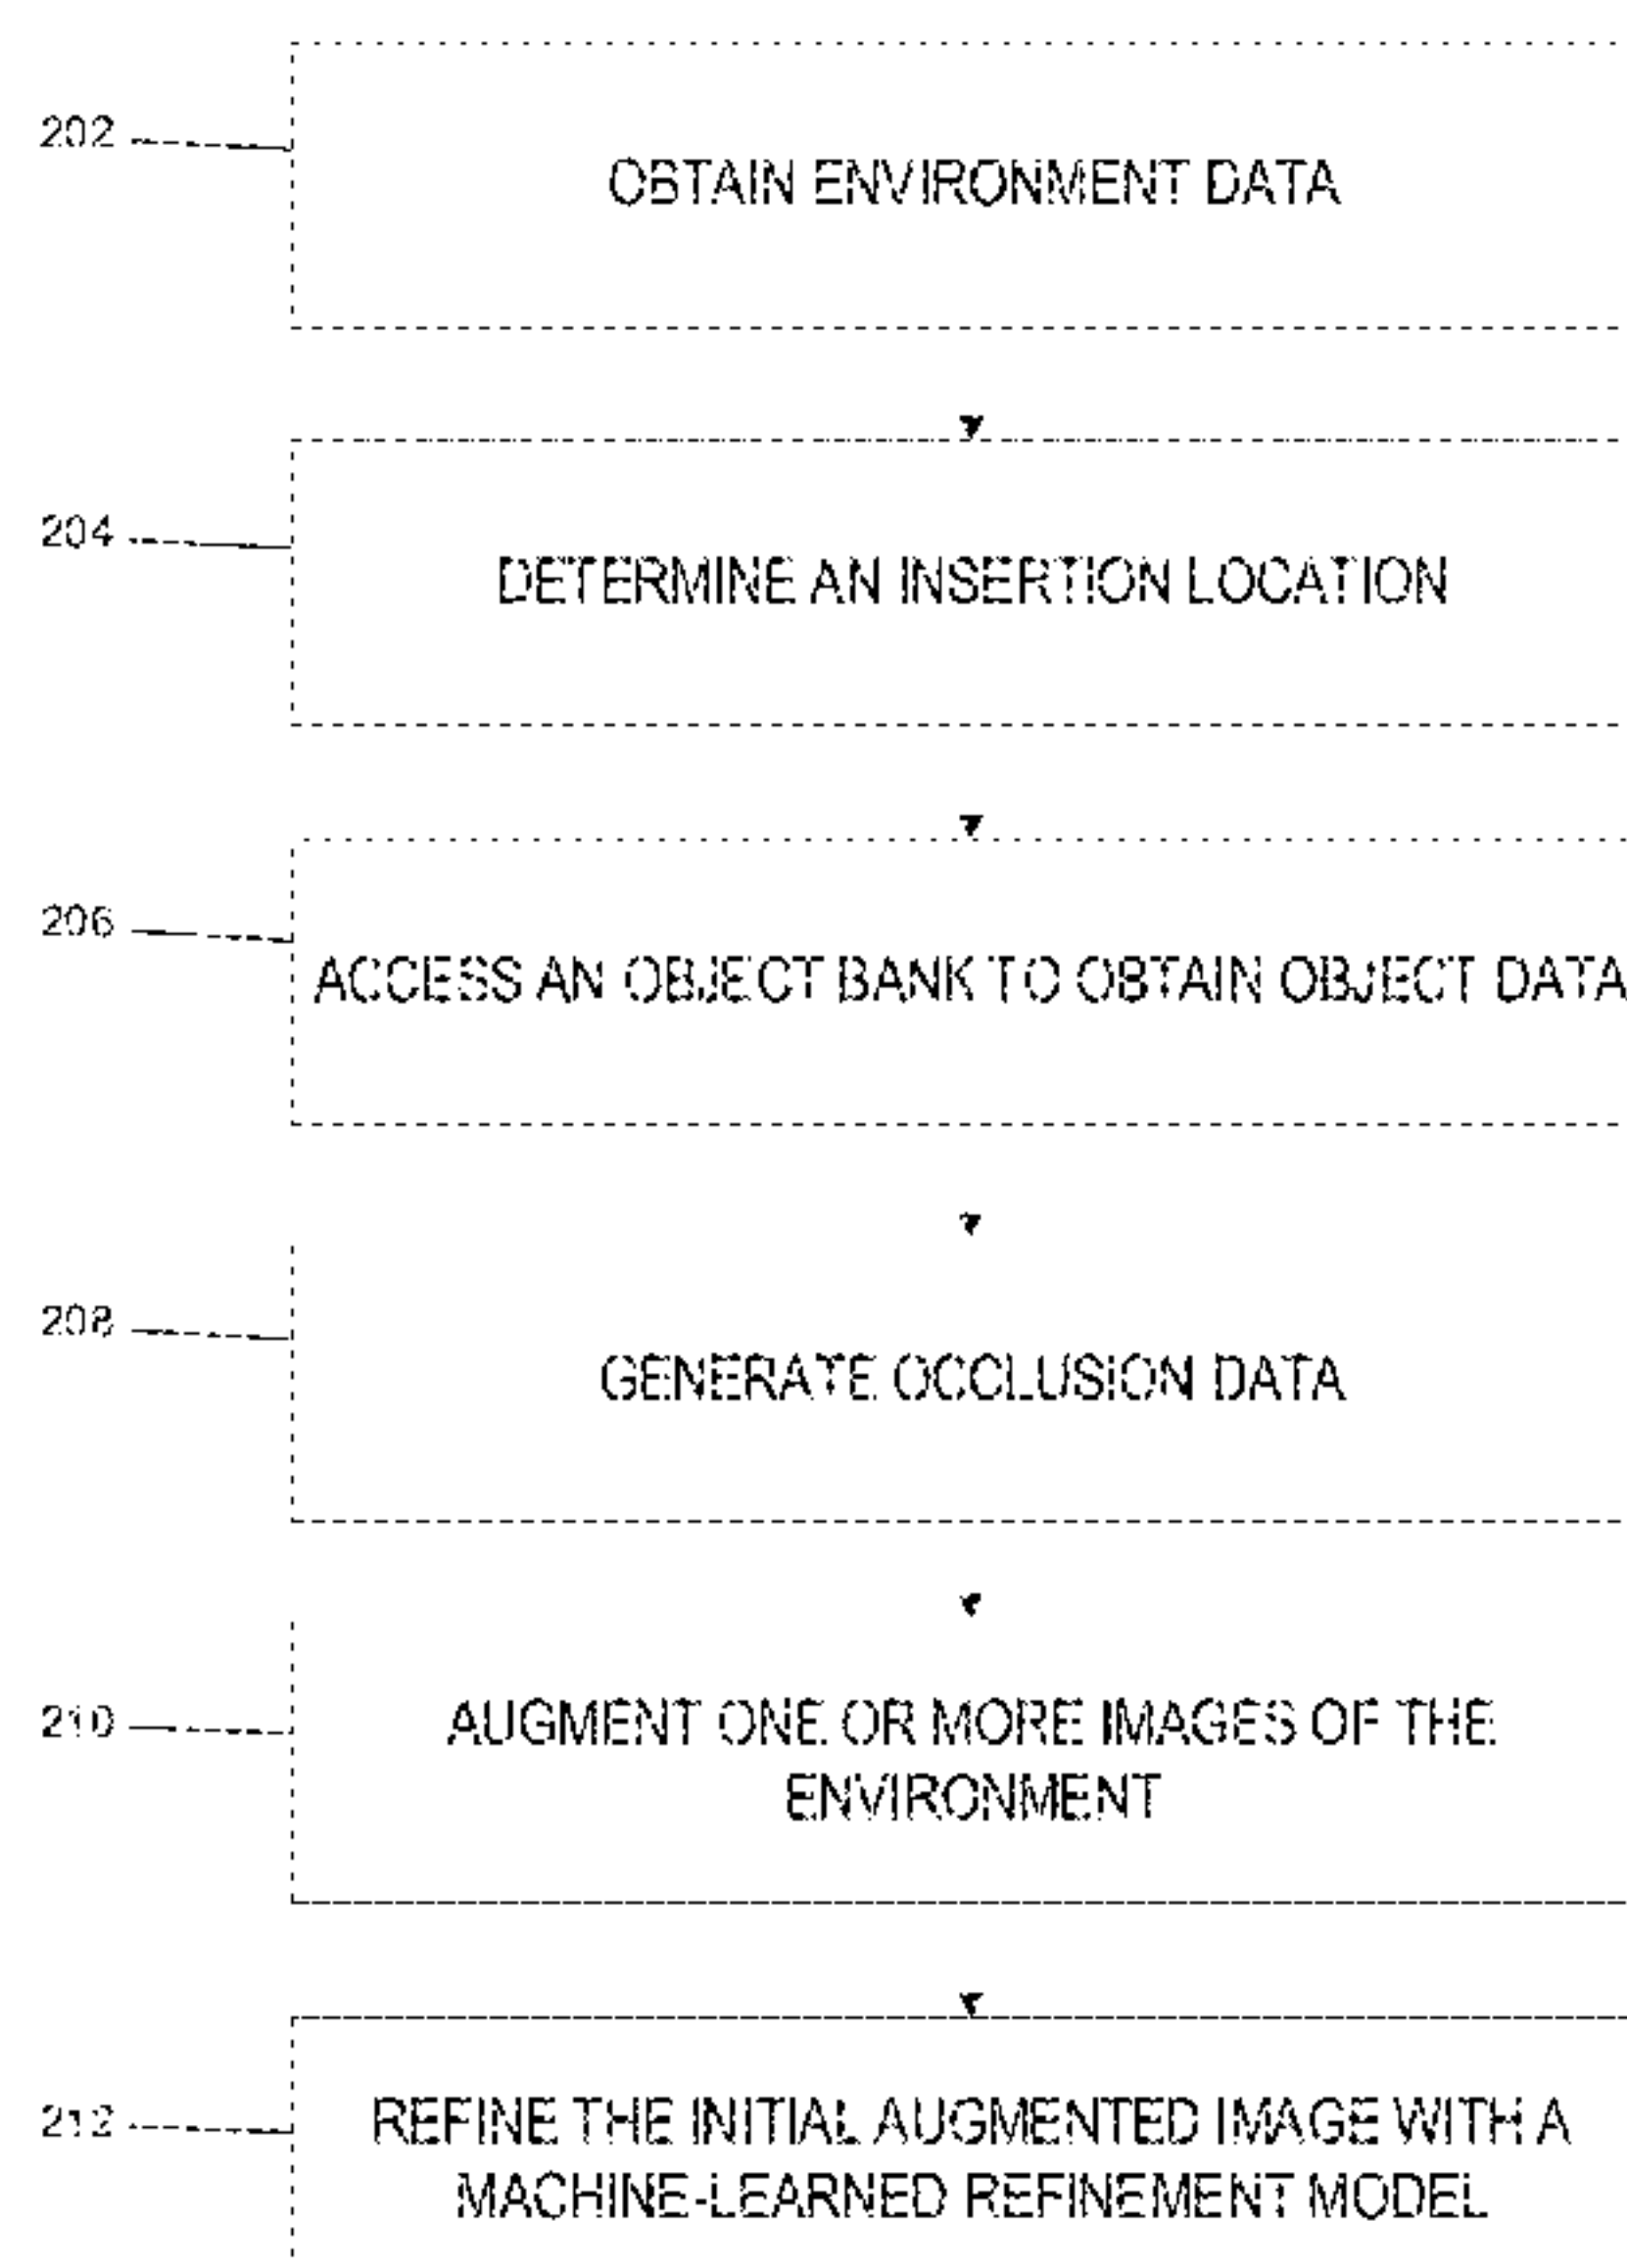 202
OBTAIN ENVIRONMENT DATA
204
DETERMINE AN INSERTION LOCATION
206
ACCESS AN OBJECT BANK TO OBTAIN OBJECT DATA
208
GENERATE OCCLUSION DATA
210
AUGMENT ONE OR MORE IMAGES OF THE
ENVIRONMENT
212
REFINE THE INITIAL AUGMENTED IMAGE WITH A
MACHINE-LEARNED REFINEMENT MODEL